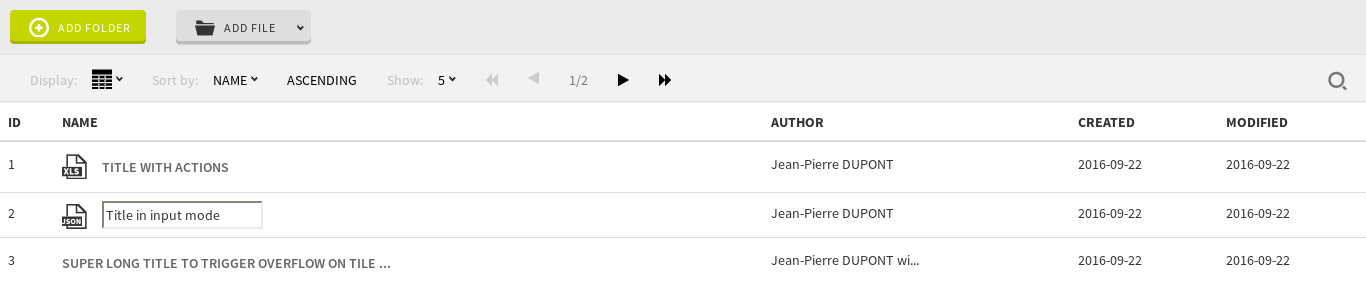 ADD FOLDER ADD FILE
Display: Sort by: NAME ASCENDING Show: 5 1/2
ID NAME AUTHOR CREATED MODIFIED
1 XLS TITLE WITH ACTIONS Jean-Pierre DUPONT 2016-09-22 2016-09-22
2 JSON Title in input mode Jean-Pierre DUPONT 2016-09-22 2016-09-22
3 SUPER LONG TITLE TO TRIGGER OVERFLOW ON TILE ... Jean-Pierre DUPONT wi... 2016-09-22 2016-09-22